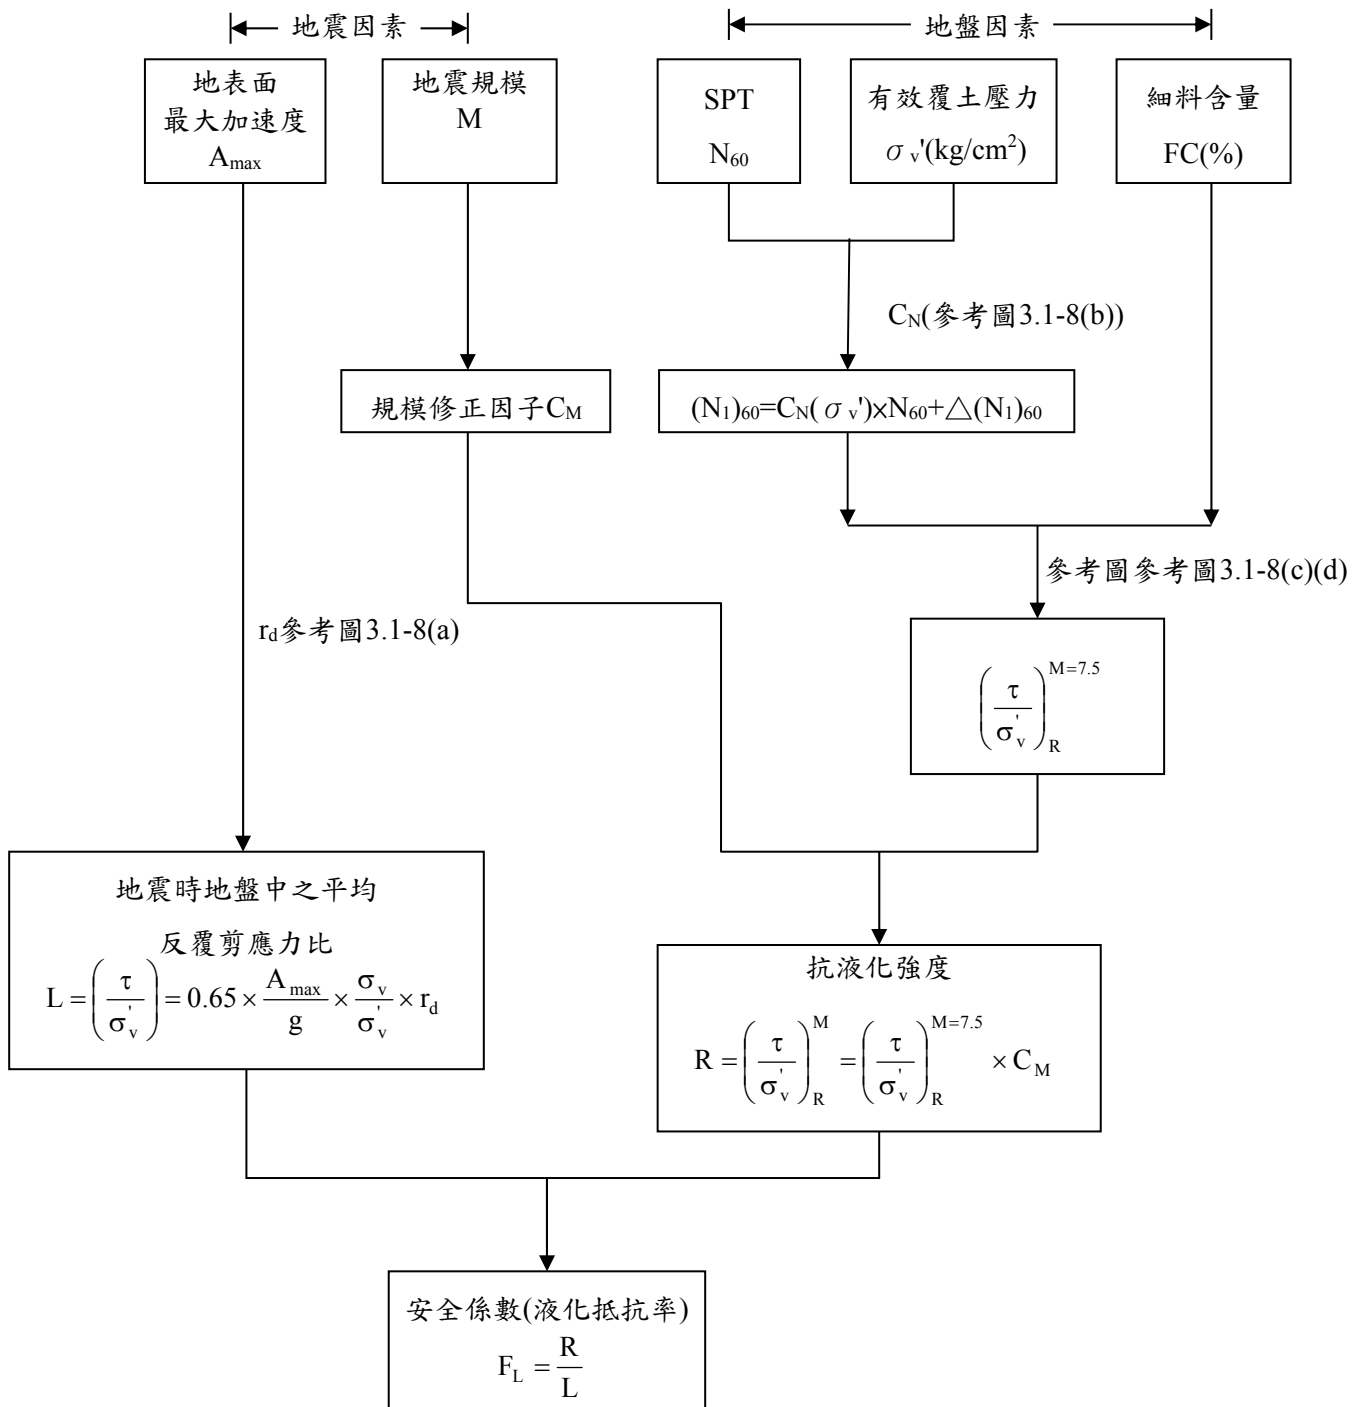 地震因素
地盤因素
地表面
最大加速度
Amax
地震規模
M
SPT
N60
有效覆土壓力
σv'(kg/cm²)
細料含量
FC(%)
CN(參考圖3.1-8(b))
規模修正因子CM
(N1)60=CN(σv')×N60+△(N1)60
參考圖參考圖3.1-8(c)(d)
rd參考圖3.1-8(a)
(τ/σv')R^M=7.5
地震時地盤中之平均
反覆剪應力比
L=(τ/σv')=0.65×Amax/g×σv/σv'×rd
抗液化強度
R=(τ/σv')R^M=(τ/σv')R^M=7.5×CM
安全係數(液化抵抗率)
FL=R/L